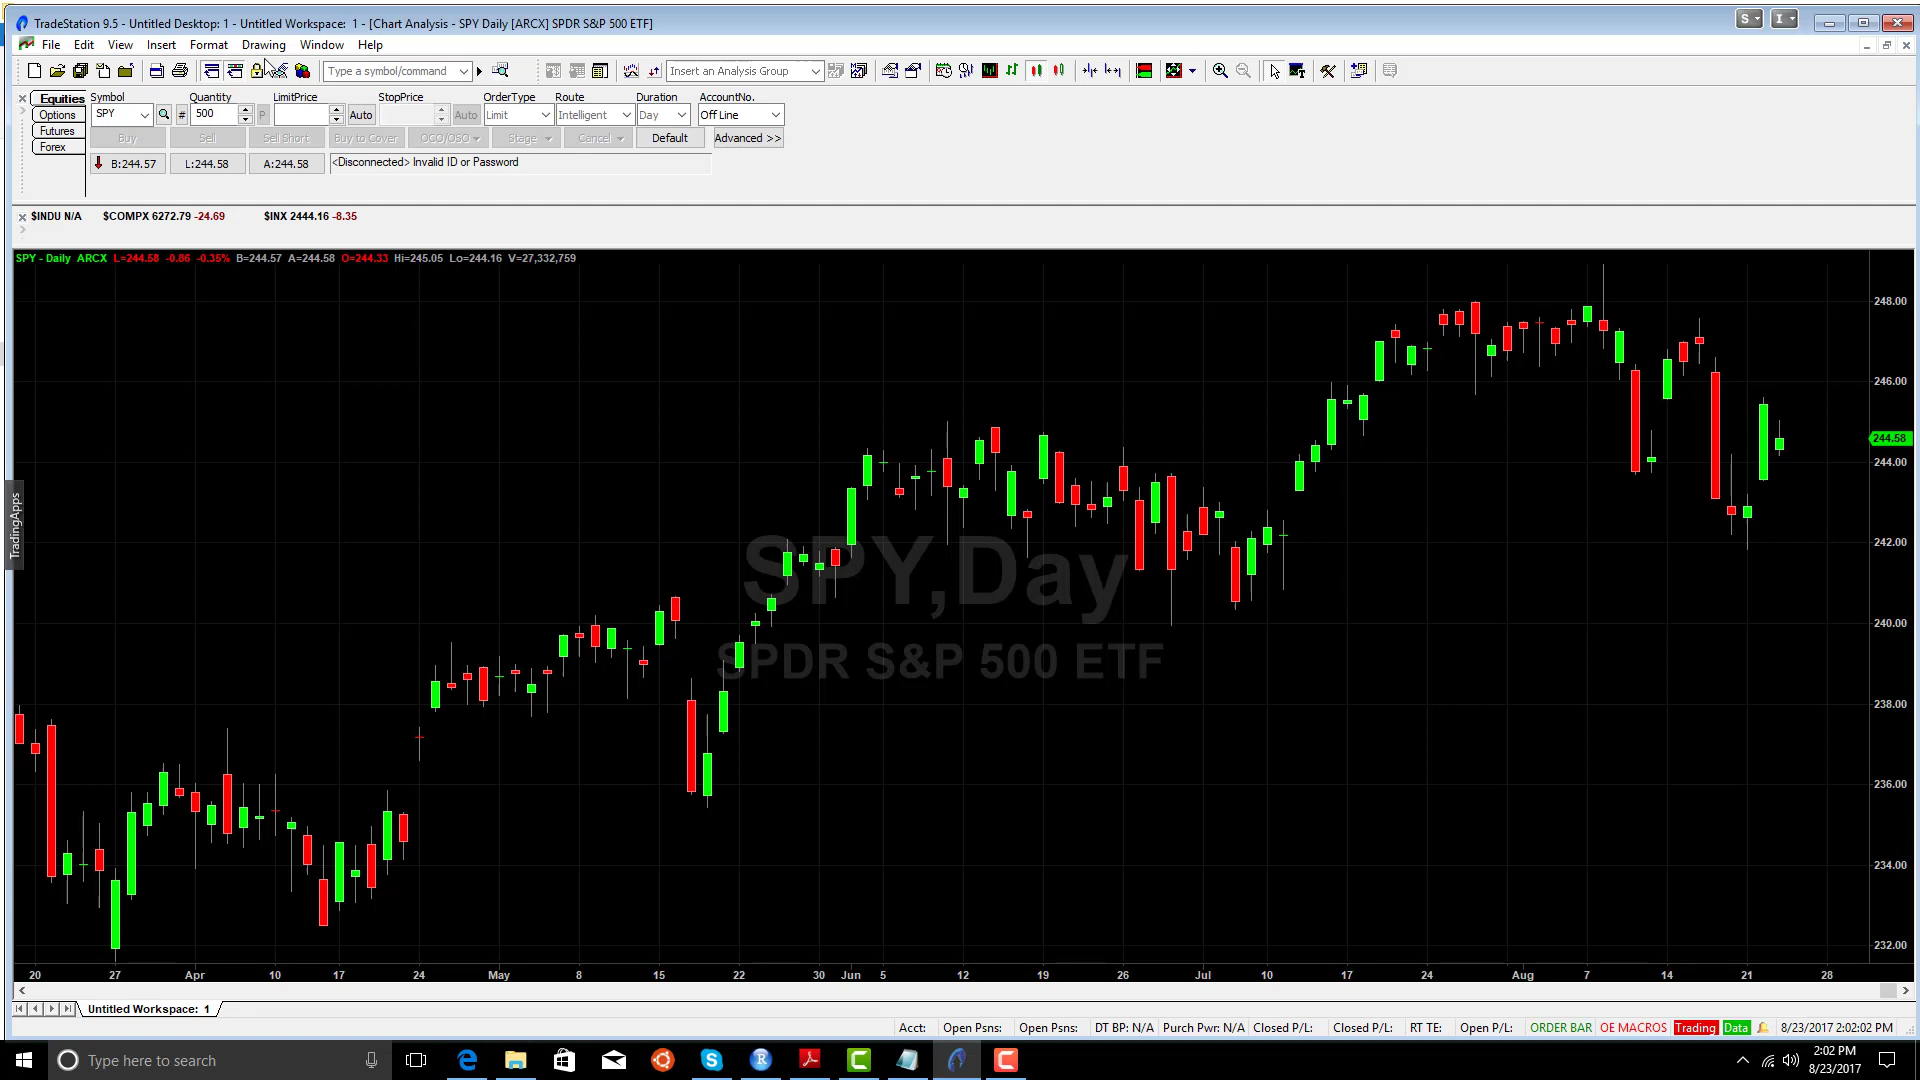 TradeStation 9.5 - Untitled Desktop: 1 - Untitled Workspace: 1 - [Chart Analysis - SPY Daily [ARCX] SPDR S&P 500 ETF]
S I
File Edit View Insert Format Drawing Window Help
Type a symbol/command Insert an Analysis Group
Equities Symbol Quantity LimitPrice StopPrice OrderType Route Duration AccountNo.
Options SPY # 500 P Auto Auto Limit Intelligent Day Off Line
Futures Buy Sell Sell Short Buy to Cover OCO/OSO Stage Cancel Default Advanced >>
Forex
B:244.57 L:244.58 A:244.58 <Disconnected> Invalid ID or Password
$INDU N/A $COMPX 6272.79 -24.69 $INX 2444.16 -8.35
SPY - Daily ARCX L=244.58 -0.86 -0.35% B=244.57 A=244.58 O=244.33 Hi=245.05 Lo=244.16 V=27,332,759
248.00
246.00
244.58
244.00
242.00
240.00
238.00
236.00
234.00
232.00
TradingApps
SPY,Day
SPDR S&P 500 ETF
20 27 Apr 10 17 24 May 8 15 22 30 Jun 5 12 19 26 Jul 10 17 24 Aug 7 14 21 28
Untitled Workspace: 1
Acct: Open Psns: Open Psns: DT BP: N/A Purch Pwr: N/A Closed P/L: Closed P/L: RT TE: Open P/L: ORDER BAR OE MACROS Trading Data 8/23/2017 2:02:02 PM
Type here to search
2:02 PM
8/23/2017